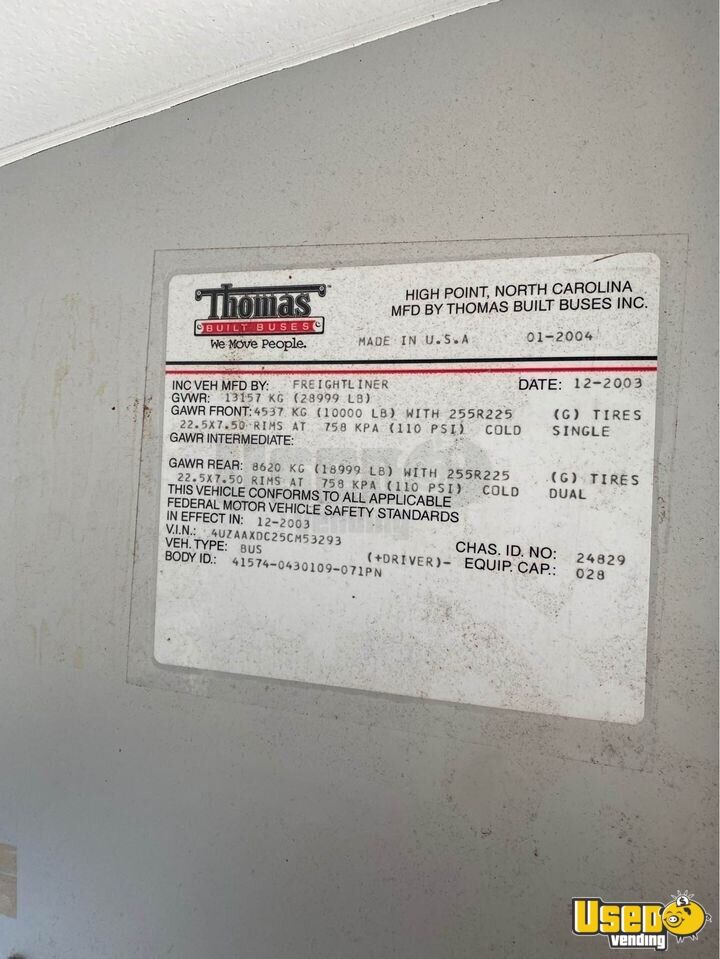 Thomas
BUILT BUSES
We Move People.
HIGH POINT, NORTH CAROLINA
MFD BY THOMAS BUILT BUSES INC.
MADE IN U.S.A 01-2004
INC VEH MFD BY: FREIGHTLINER DATE: 12-2003
GVWR: 13157 KG (28999 LB)
GAWR FRONT: 4537 KG (10000 LB) WITH 255R225 (G) TIRES
22.5X7.50 RIMS AT 758 KPA (110 PSI) COLD SINGLE
GAWR INTERMEDIATE:
GAWR REAR: 8620 KG (18999 LB) WITH 255R225 (G) TIRES
22.5X7.50 RIMS AT 758 KPA (110 PSI) COLD DUAL
THIS VEHICLE CONFORMS TO ALL APPLICABLE
FEDERAL MOTOR VEHICLE SAFETY STANDARDS
IN EFFECT IN: 12-2003
V.I.N.: 4UZAAXDC25CM53293 CHAS. ID. NO: 24829
VEH. TYPE: BUS (+DRIVER)- EQUIP. CAP.: 028
BODY ID.: 41574-0430109-071PN
Used
vending